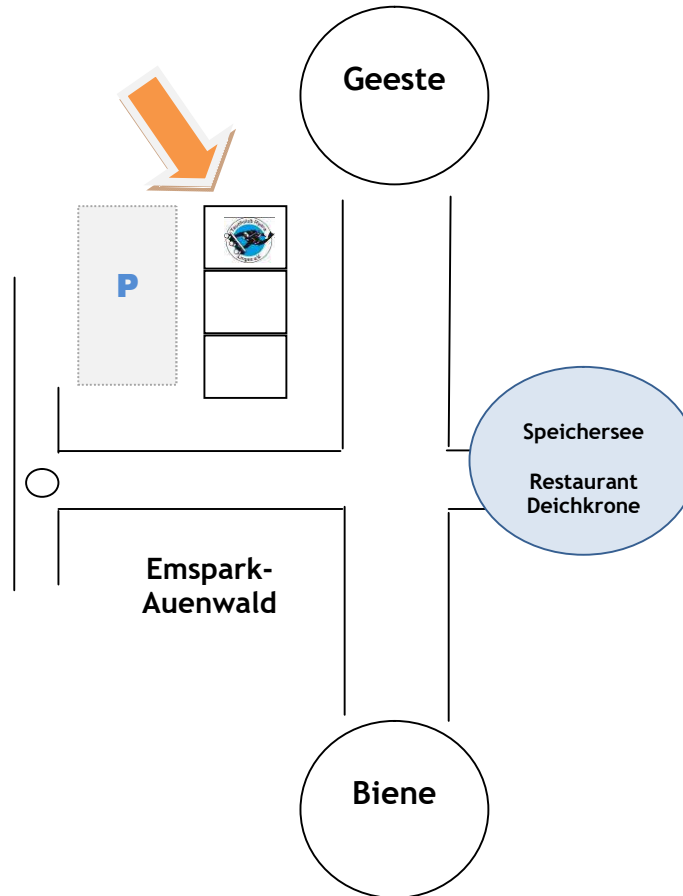 Geeste
P
Speichersee
Restaurant
Deichkrone
Emspark-
Auenwald
Biene